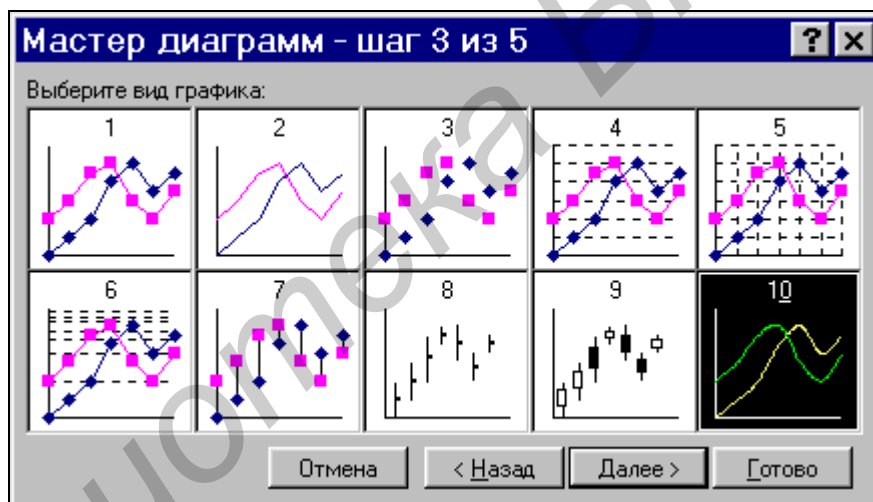 Мастер диаграмм - шаг 3 из 5
Выберите вид графика:
1 2 3 4 5
6 7 8 9 10
Отмена < Назад Далее > Готово